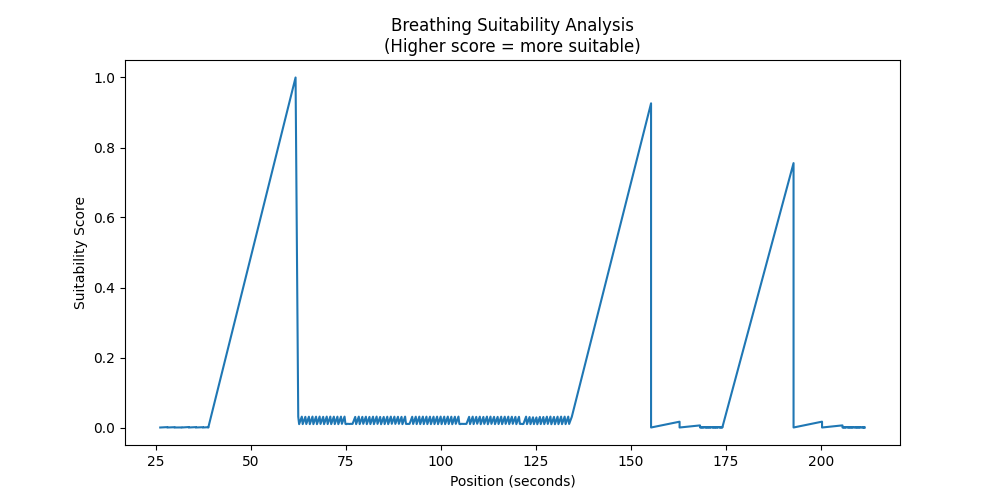 Breathing Suitability Analysis
(Higher score = more suitable)
Suitability Score
1.0
0.8
0.6
0.4
0.2
0.0
25 50 75 100 125 150 175 200
Position (seconds)